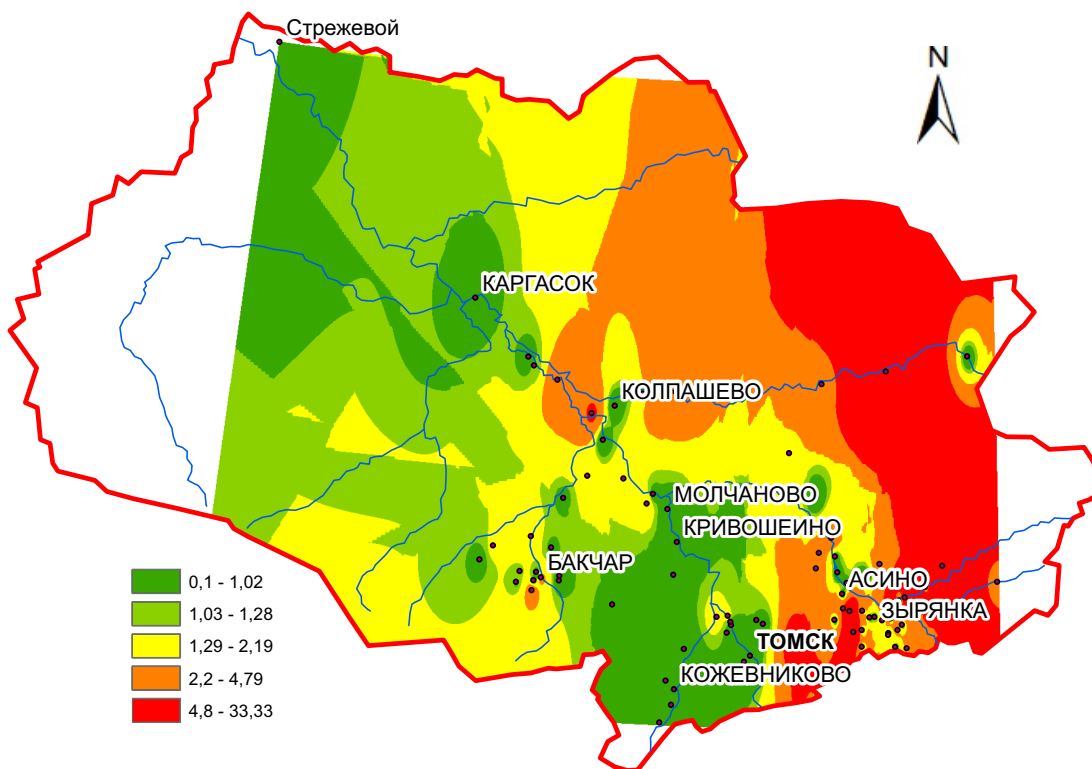 Стрежевой
N
КАРГАСОК
КОЛПАШЕВО
МОЛЧАНОВО
КРИВОШЕИНО
БАКЧАР
АСИНО
ЗЫРЯНКА
ТОМСК
КОЖЕВНИКОВО
0,1 - 1,02
1,03 - 1,28
1,29 - 2,19
2,2 - 4,79
4,8 - 33,33